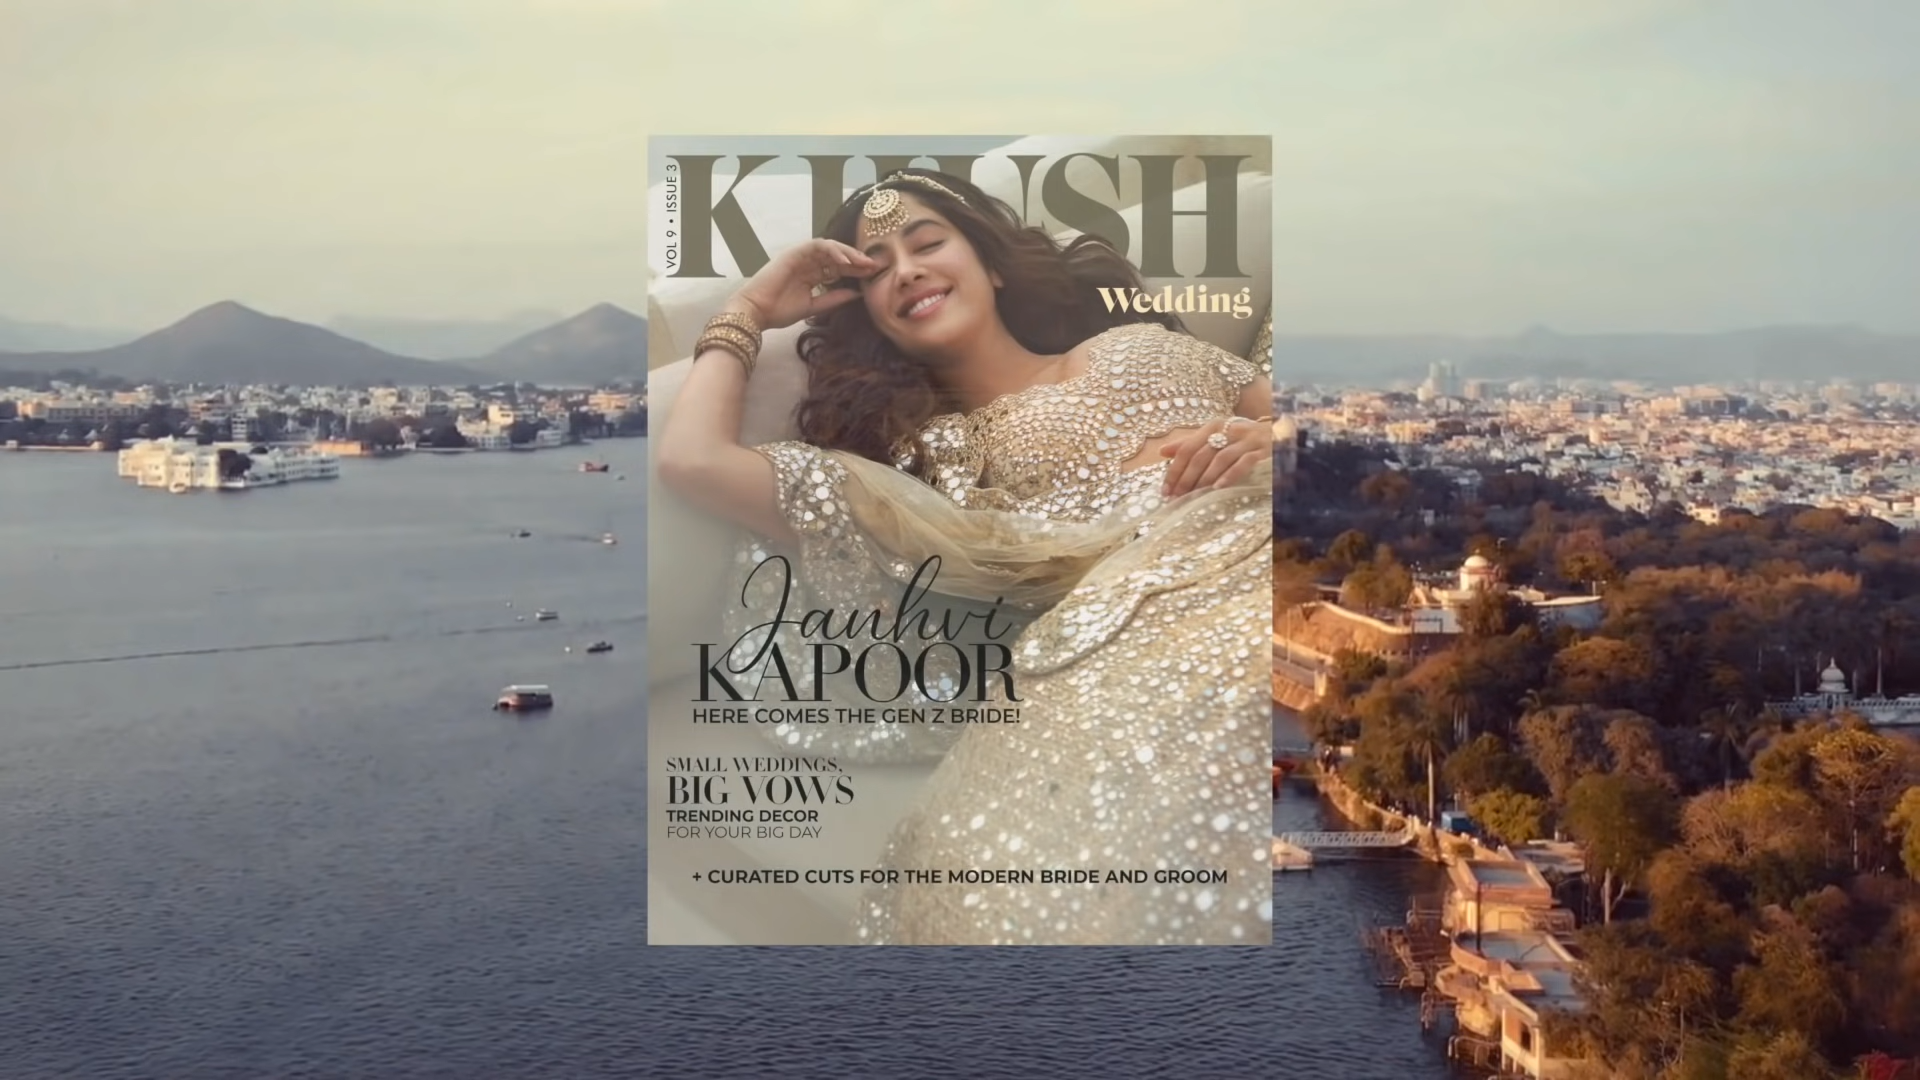 VOL 9 • ISSUE 3
KHUSH
Wedding
Janhvi
KAPOOR
HERE COMES THE GEN Z BRIDE!
SMALL WEDDINGS,
BIG VOWS
TRENDING DECOR
FOR YOUR BIG DAY
+ CURATED CUTS FOR THE MODERN BRIDE AND GROOM